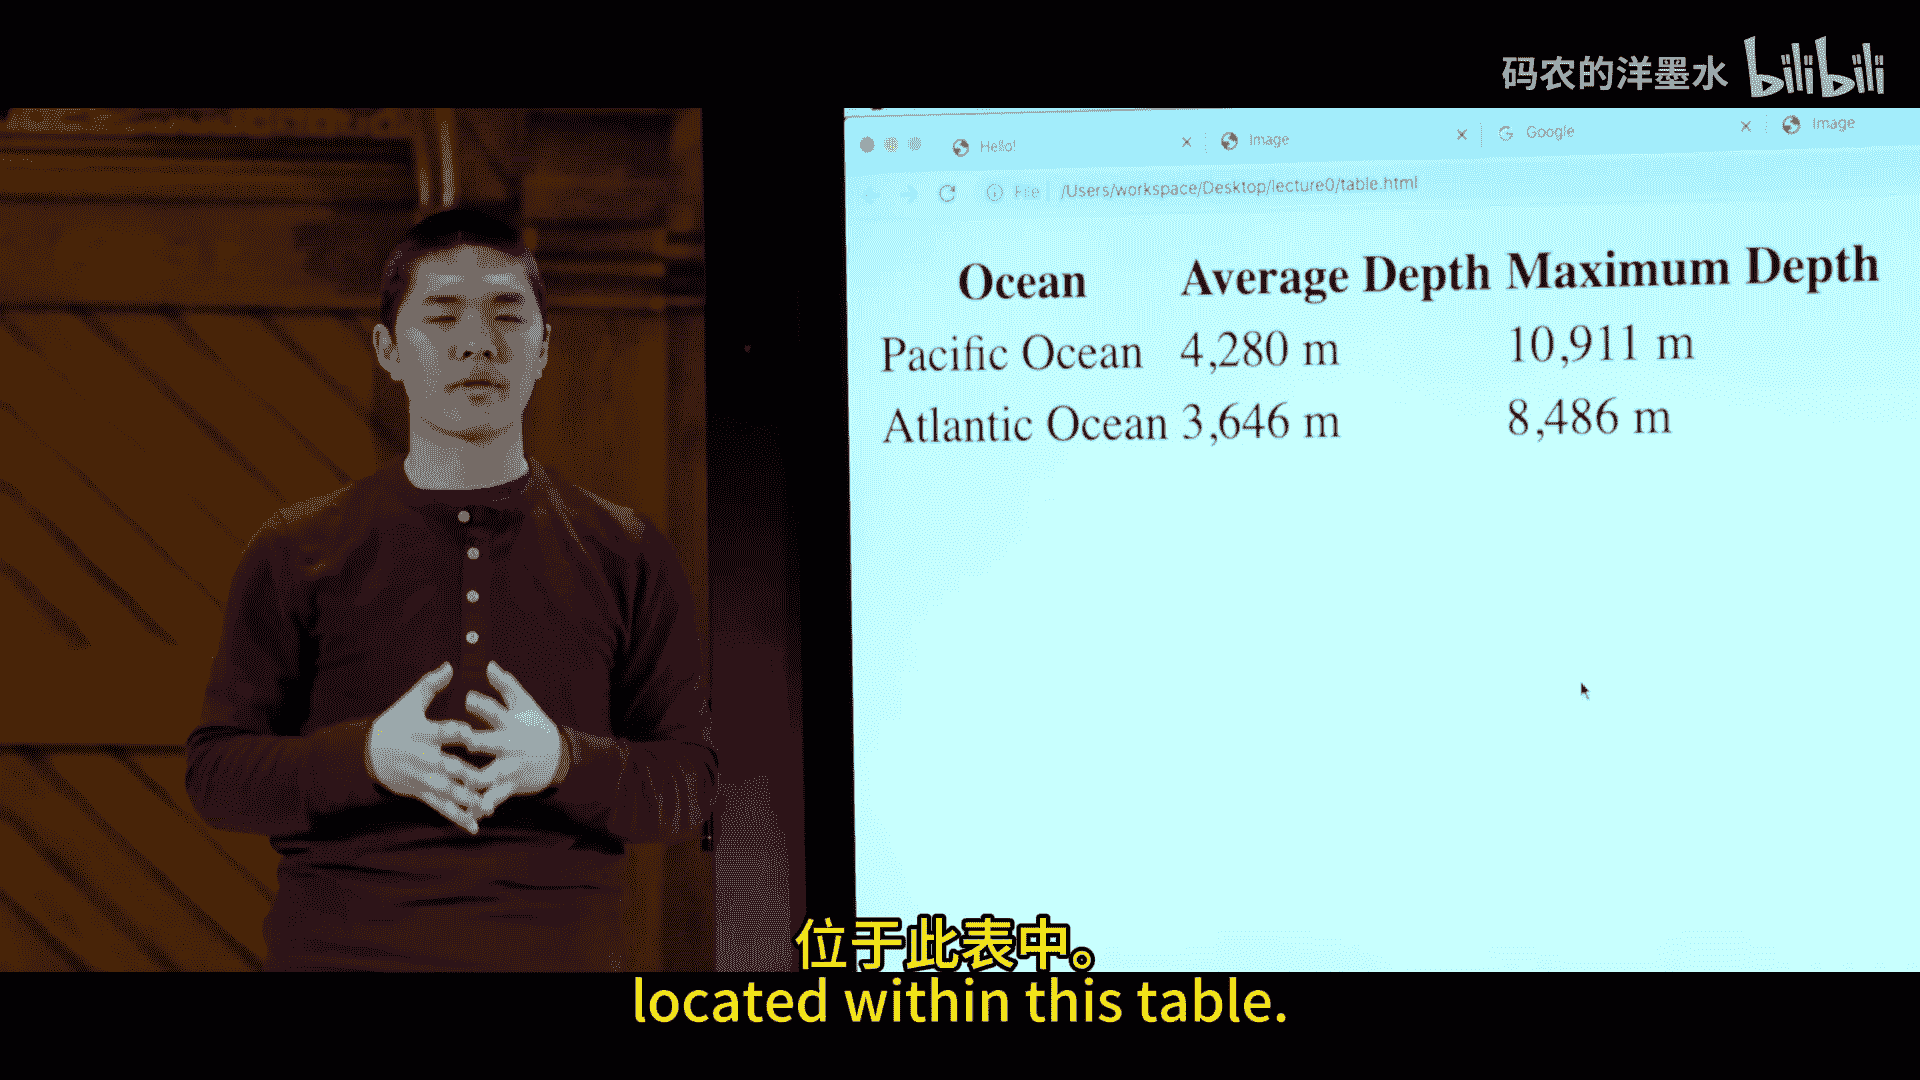 码农的洋墨水 bilibili
Hello!
Image
Google
Image
File /Users/workspace/Desktop/lecture0/table.html
Ocean Average Depth Maximum Depth
Pacific Ocean 4,280 m 10,911 m
Atlantic Ocean 3,646 m 8,486 m
位于此表中。
located within this table.